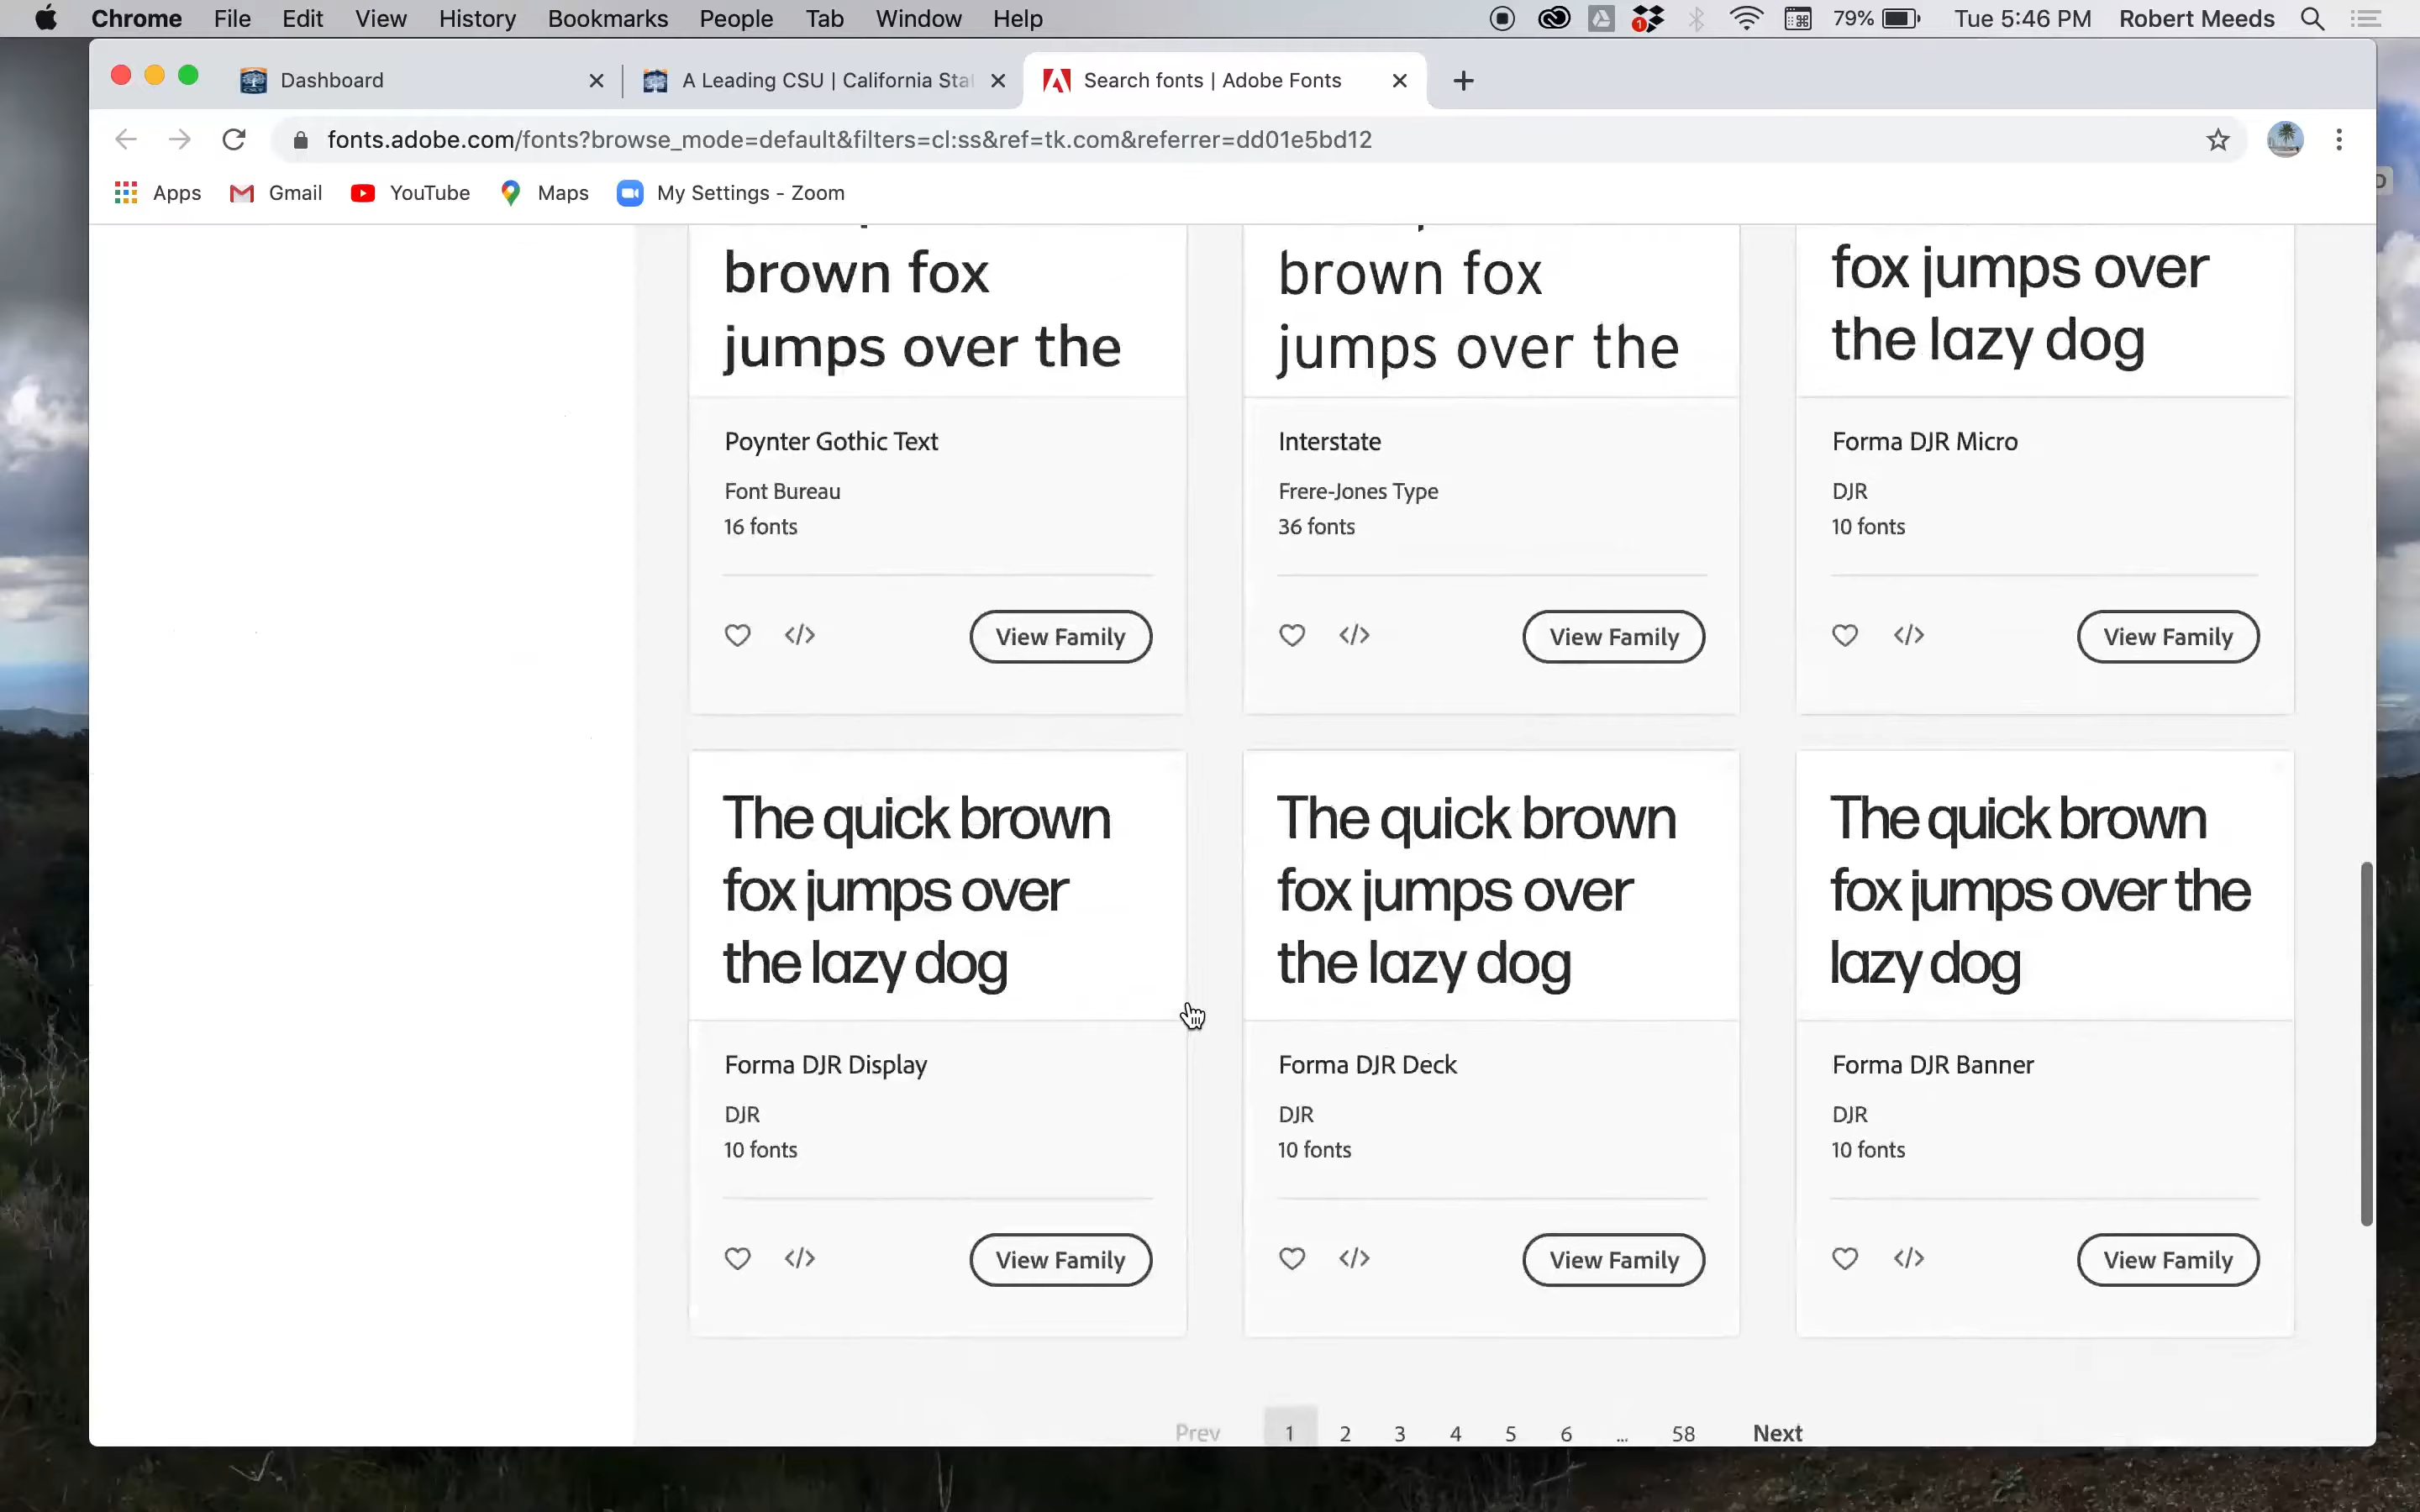 Chrome File Edit View History Bookmarks People Tab Window Help
1 79% Tue 5:46 PM Robert Meeds
Dashboard
A Leading CSU | California Stat
Search fonts | Adobe Fonts
fonts.adobe.com/fonts?browse_mode=default&filters=cl:ss&ref=tk.com&referrer=dd01e5bd12
Apps Gmail YouTube Maps My Settings - Zoom
brown fox
jumps over the
Poynter Gothic Text
Font Bureau
16 fonts
</> View Family
brown fox
jumps over the
Interstate
Frere-Jones Type
36 fonts
</> View Family
fox jumps over
the lazy dog
Forma DJR Micro
DJR
10 fonts
</> View Family
The quick brown
fox jumps over
the lazy dog
Forma DJR Display
DJR
10 fonts
</> View Family
The quick brown
fox jumps over
the lazy dog
Forma DJR Deck
DJR
10 fonts
</> View Family
The quick brown
fox jumps over the
lazy dog
Forma DJR Banner
DJR
10 fonts
</> View Family
Prev 1 2 3 4 5 6 ... 58 Next